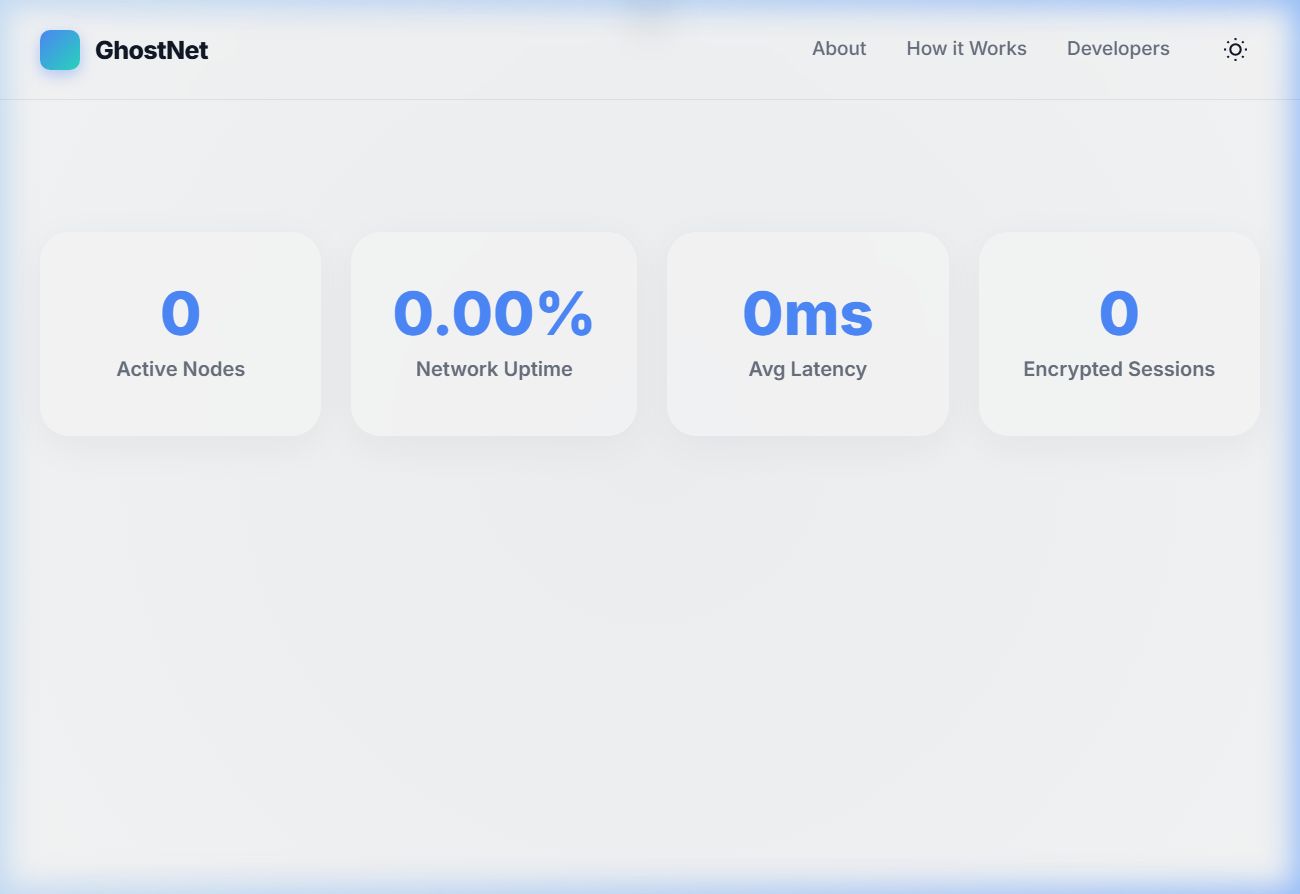 GhostNet
About
How it Works
Developers
0
Active Nodes
0.00%
Network Uptime
0ms
Avg Latency
0
Encrypted Sessions